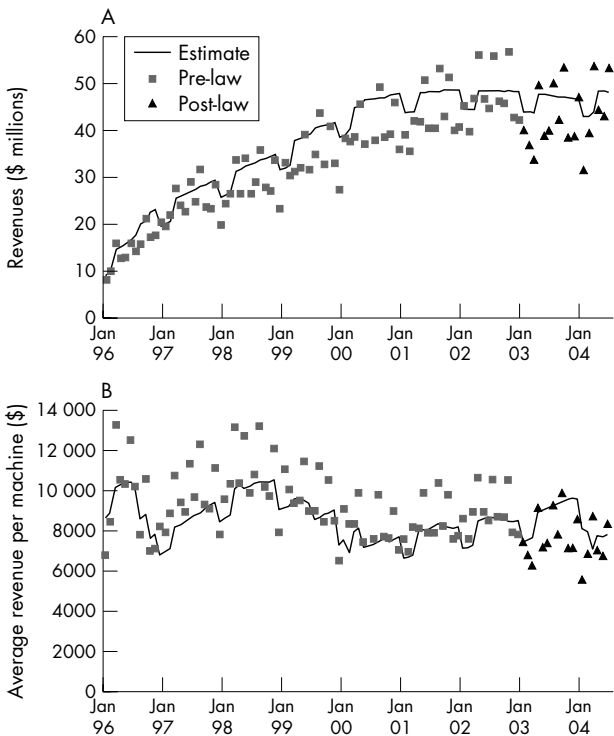 A
Revenues ($ millions)
60
50
40
30
20
10
0
Estimate
Pre-law
Post-law
Jan Jan Jan Jan Jan Jan Jan Jan Jan
96 97 98 99 00 01 02 03 04
B
Average revenue per machine ($)
14 000
12 000
10 000
8000
6000
4000
2000
0
Jan Jan Jan Jan Jan Jan Jan Jan Jan
96 97 98 99 00 01 02 03 04